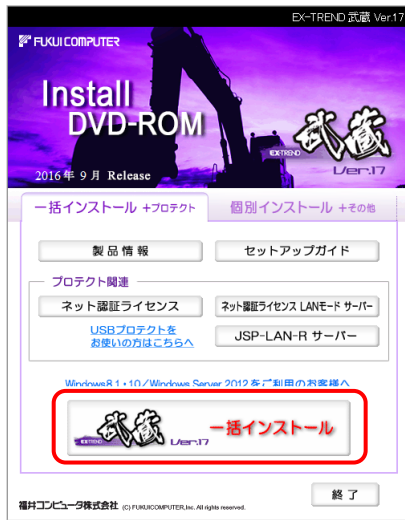 EX-TREND 武蔵 Ver.17
FUKUI COMPUTER
Install
DVD-ROM
EX-TREND 武蔵
Ver.17
2016年 9月 Release
一括インストール +プロテクト
個別インストール +その他
製品情報
セットアップガイド
プロテクト関連
ネット認証ライセンス
ネット認証ライセンス LANモード サーバー
USBプロテクトを
お使いの方はこちらへ
JSP-LAN-R サーバー
Windows8.1・10/Windows Server 2012 をご利用のお客様へ
EX-TREND 武蔵 Ver.17 一括インストール
終了
福井コンピュータ株式会社 (C) FUKUICOMPUTER,Inc. All rights reserved.